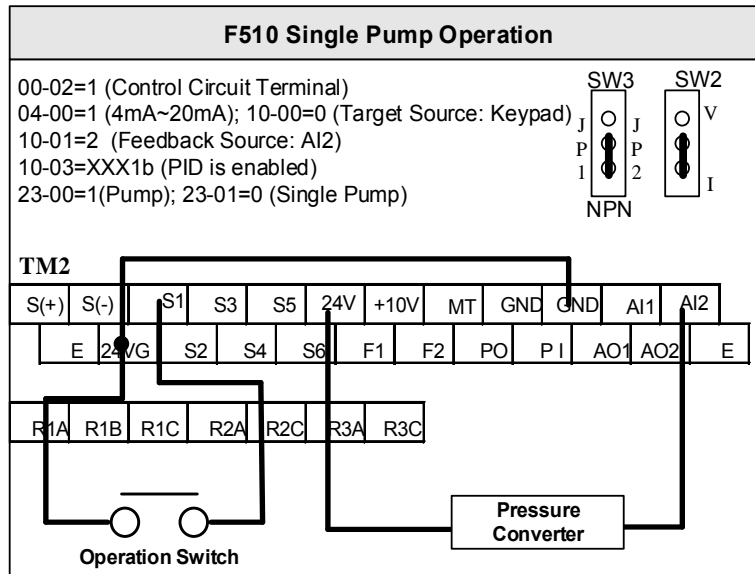 F510 Single Pump Operation
00-02=1 (Control Circuit Terminal)
04-00=1 (4mA~20mA); 10-00=0 (Target Source: Keypad)
10-01=2 (Feedback Source: AI2)
10-03=XXX1b (PID is enabled)
23-00=1(Pump); 23-01=0 (Single Pump)
SW3 SW2
J J V
P P
1 2 I
NPN
TM2
S(+) S(-) S1 S3 S5 24V +10V MT GND GND AI1 AI2
E 24VG S2 S4 S6 F1 F2 PO P I AO1 AO2 E
R1A R1B R1C R2A R2C R3A R3C
Pressure
Converter
Operation Switch